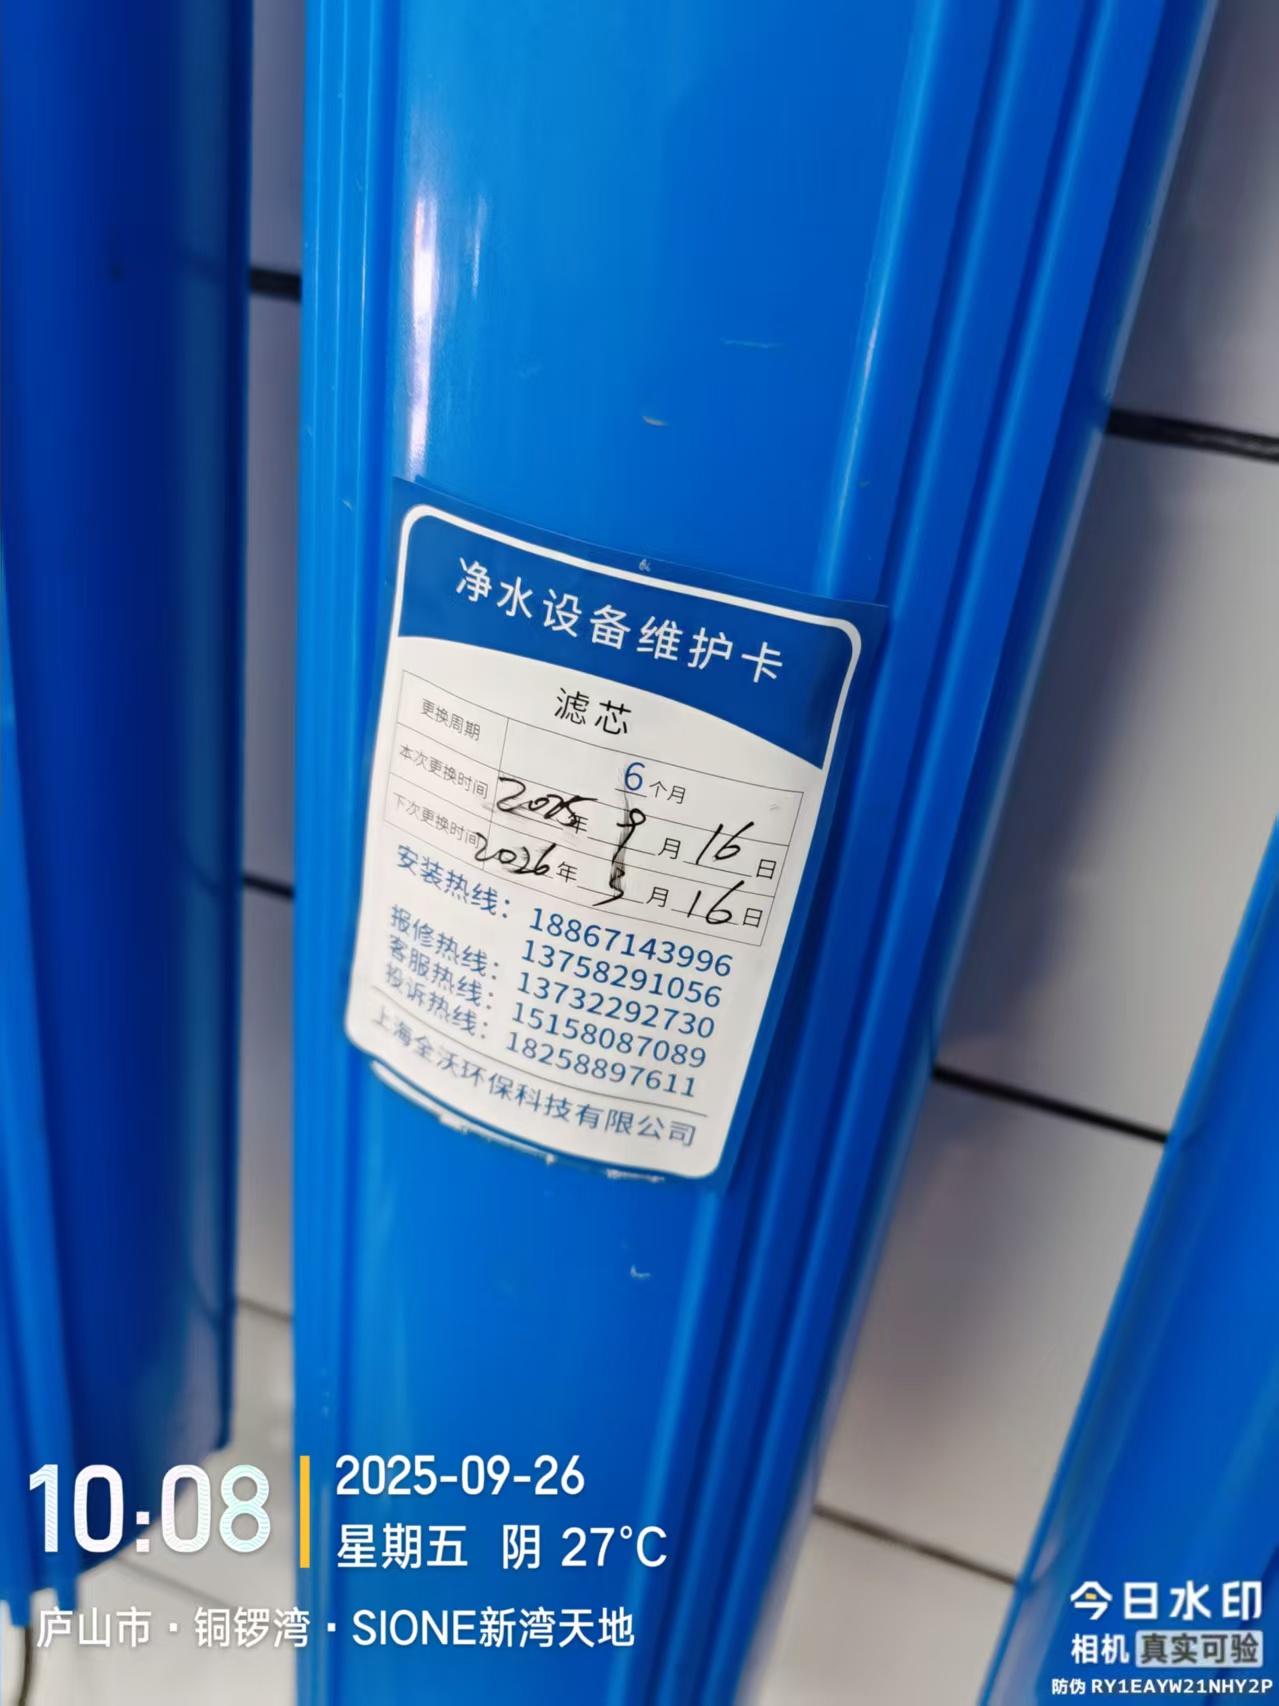 净水设备维护卡
滤芯
更换周期 6个月
本次更换时间 2025年9月16日
下次更换时间 2026年3月16日
安装热线：18867143996
13758291056
报修热线：13732292730
客服热线：15158087089
投诉热线：18258897611
上海全沃环保科技有限公司
10:08
2025-09-26
星期五 阴 27°C
庐山市·铜锣湾·SIONE新湾天地
今日水印
相机 真实可验
防伪 RY1EAYW21NHY2P